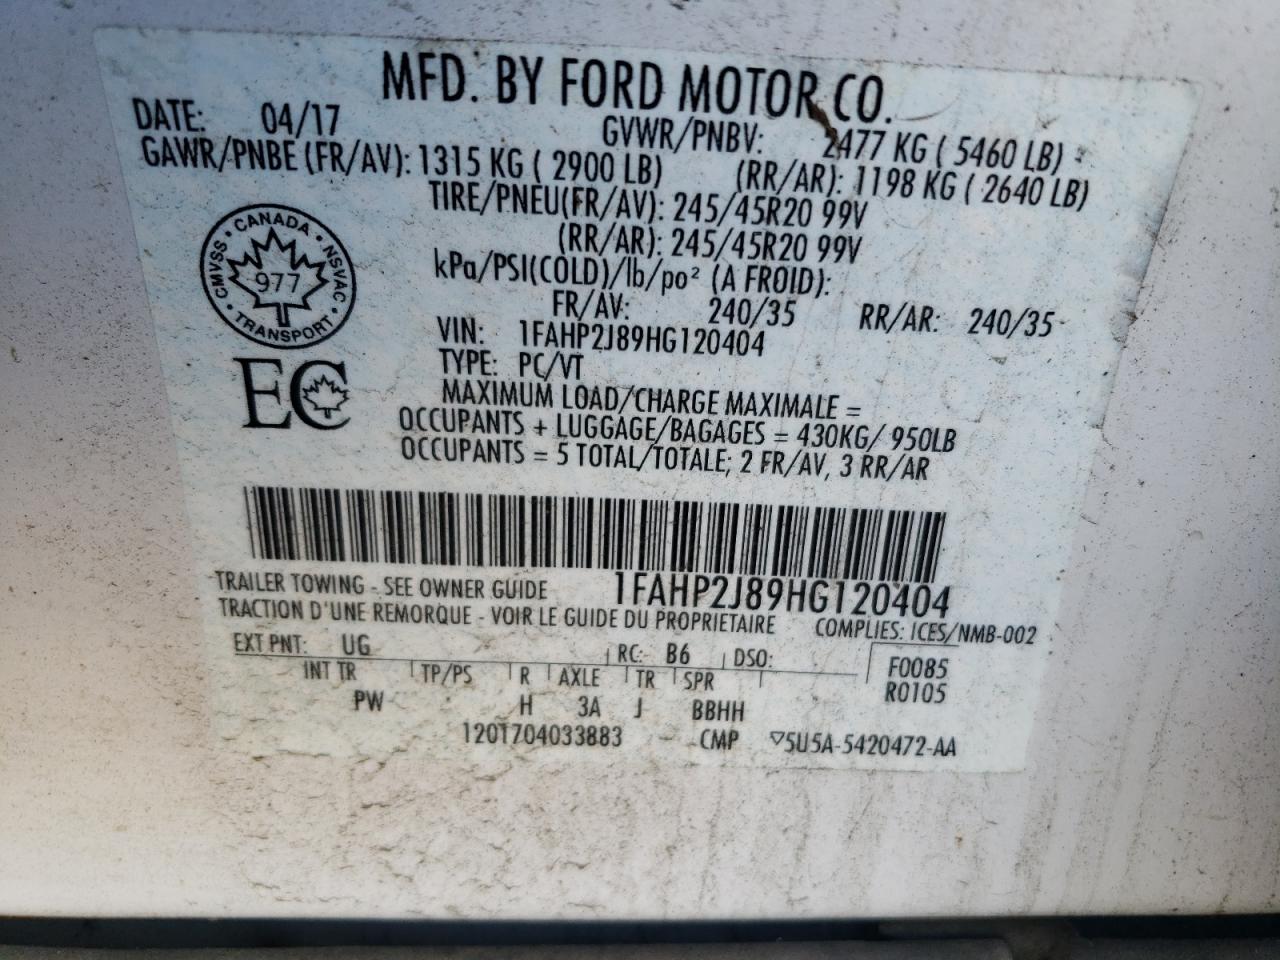 MFD. BY FORD MOTOR CO.
DATE: 04/17 GVWR/PNBV: 2477 KG ( 5460 LB)
GAWR/PNBE (FR/AV): 1315 KG ( 2900 LB) (RR/AR): 1198 KG ( 2640 LB)
TIRE/PNEU(FR/AV): 245/45R20 99V
(RR/AR): 245/45R20 99V
kPa/PSI(COLD)/lb/po² (A FROID):
FR/AV: 240/35 RR/AR: 240/35
CANADA · NSVAC · TRANSPORT · CMVSS ·
977
VIN: 1FAHP2J89HG120404
TYPE: PC/VT
EC
MAXIMUM LOAD/CHARGE MAXIMALE =
OCCUPANTS + LUGGAGE/BAGAGES = 430KG/ 950LB
OCCUPANTS = 5 TOTAL/TOTALE; 2 FR/AV, 3 RR/AR
TRAILER TOWING - SEE OWNER GUIDE 1FAHP2J89HG120404
TRACTION D'UNE REMORQUE - VOIR LE GUIDE DU PROPRIETAIRE COMPLIES: ICES/NMB-002
EXT PNT: UG RC: B6 DSO: F0085
INT TR TP/PS R AXLE TR SPR R0105
PW H 3A J BBHH
1201704033883 CMP ▽5U5A-5420472-AA